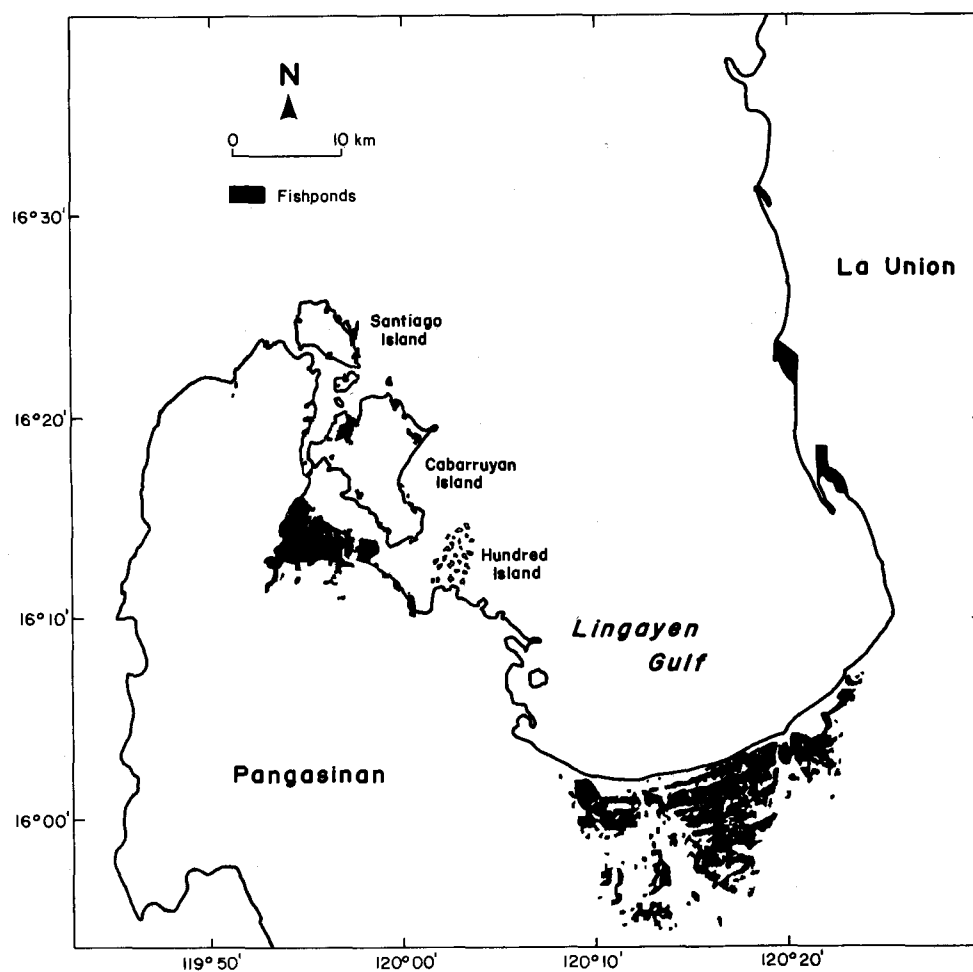 N
0 10 km
Fishponds
16°30'
La Union
Santiago
Island
16°20'
Cabarruyan
Island
Hundred
Island
16°10'
Lingayen
Gulf
Pangasinan
16°00'
119°50' 120°00' 120°10' 120°20'